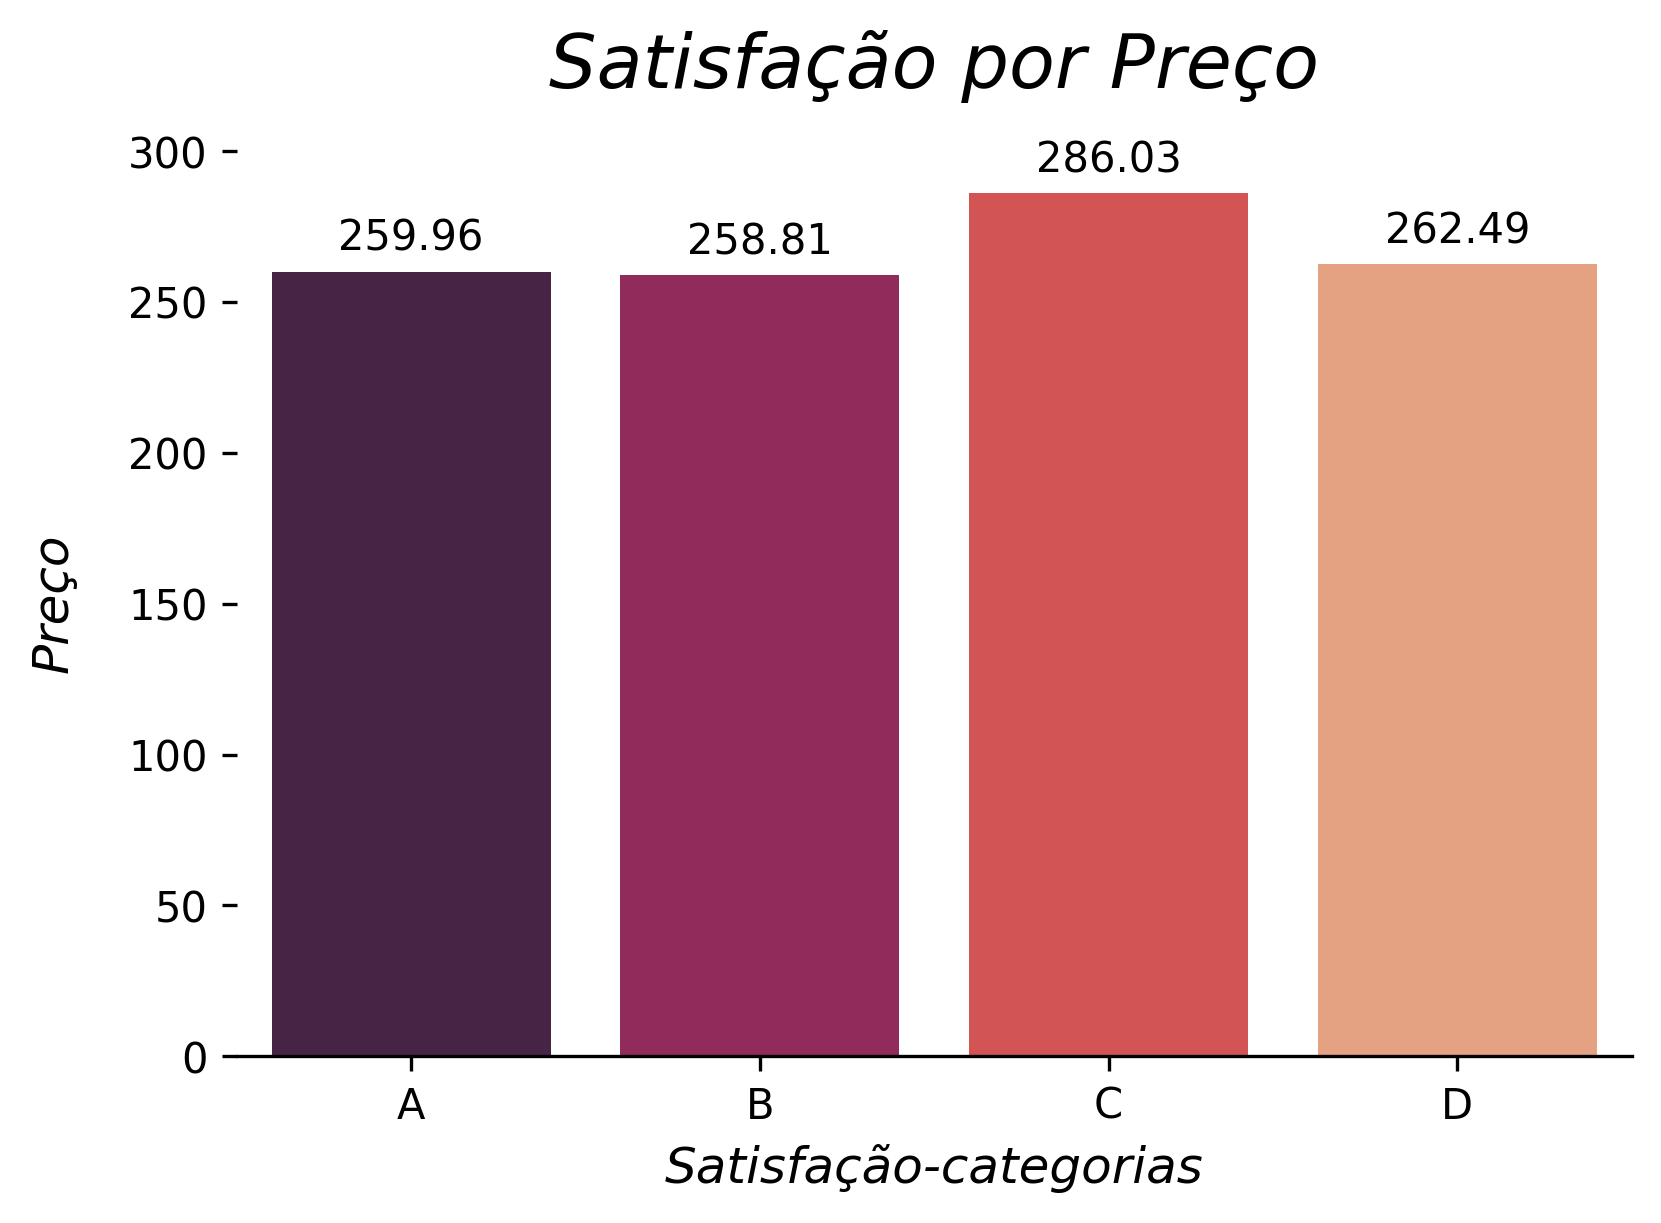 Satisfação por Preço
300
250
200
150
100
50
0
Preço
259.96
258.81
286.03
262.49
A
B
C
D
Satisfação-categorias